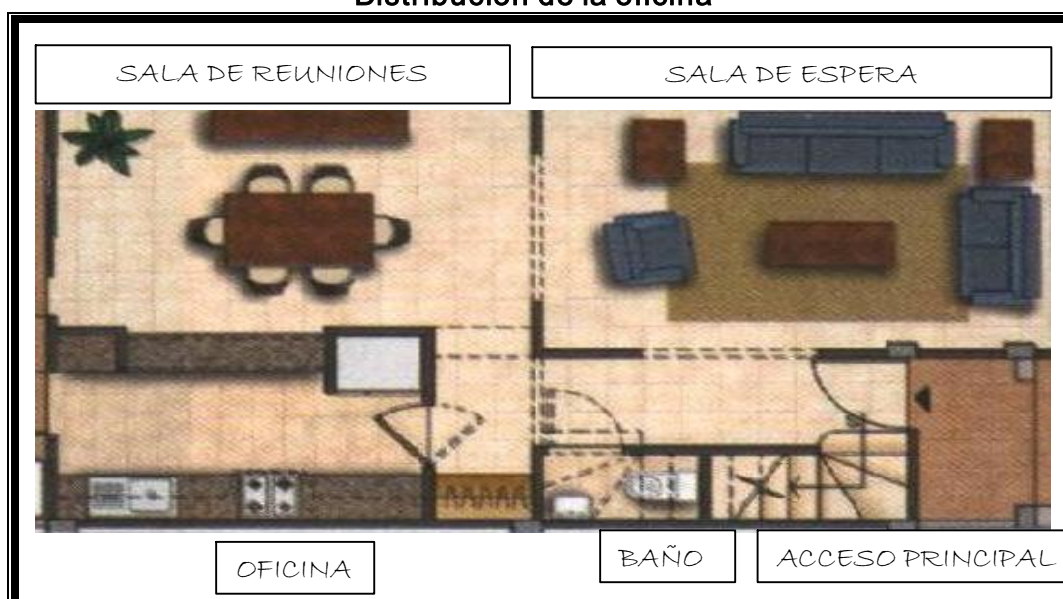 Distribución de la oficina
SALA DE REUNIONES
SALA DE ESPERA
OFICINA
BAÑO
ACCESO PRINCIPAL